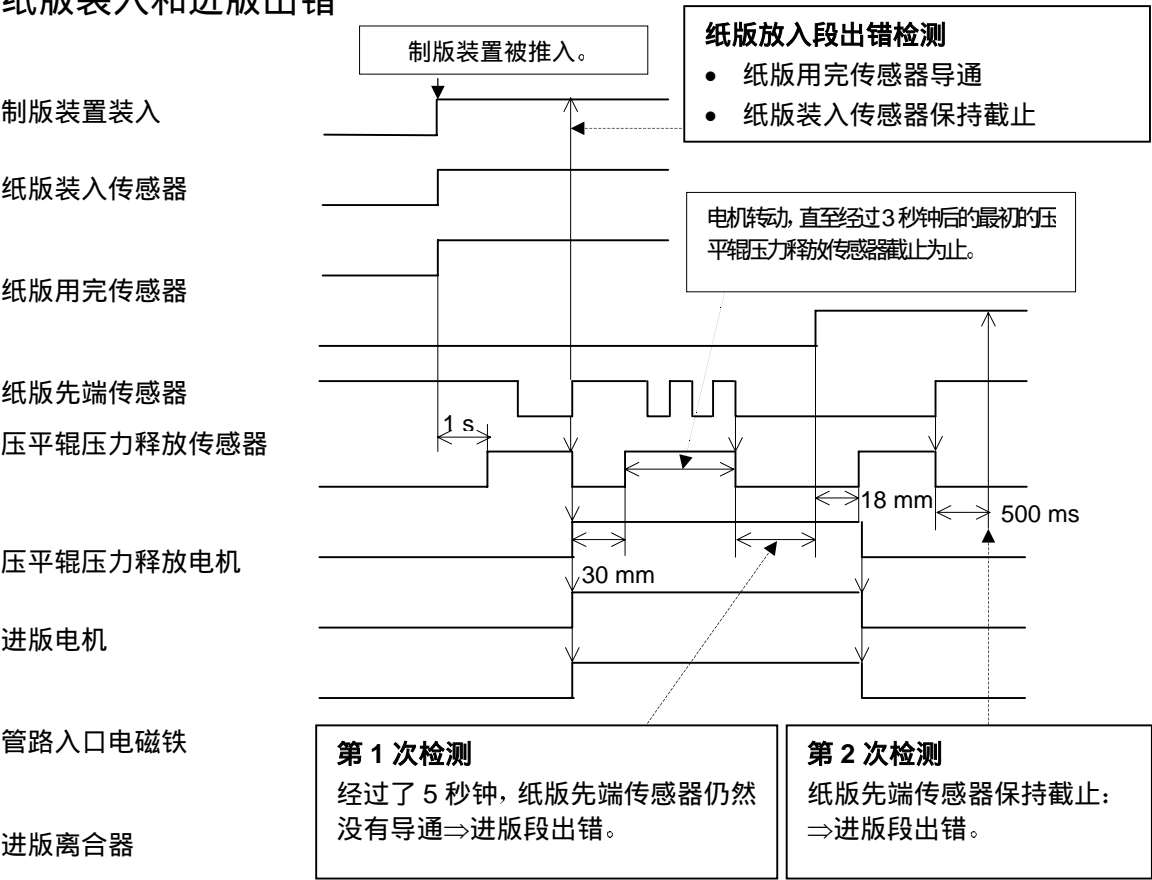 纸版装入和进版出错
制版装置被推入。
纸版放入段出错检测
• 纸版用完传感器导通
• 纸版装入传感器保持截止
制版装置装入
纸版装入传感器
电机转动，直至经过3秒钟后的最初的压
平辊压力释放传感器截止为止。
纸版用完传感器
纸版先端传感器
1 s
压平辊压力释放传感器
18 mm
500 ms
压平辊压力释放电机
30 mm
进版电机
管路入口电磁铁
第 1 次检测
经过了 5 秒钟，纸版先端传感器仍然
没有导通⇒进版段出错。
第 2 次检测
纸版先端传感器保持截止：
⇒进版段出错。
进版离合器